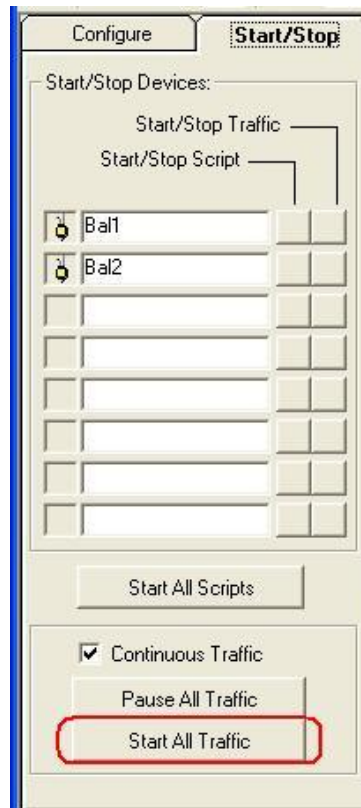 Configure
Start/Stop
Start/Stop Devices:
Start/Stop Traffic
Start/Stop Script
Bal1
Bal2
Start All Scripts
Continuous Traffic
Pause All Traffic
Start All Traffic